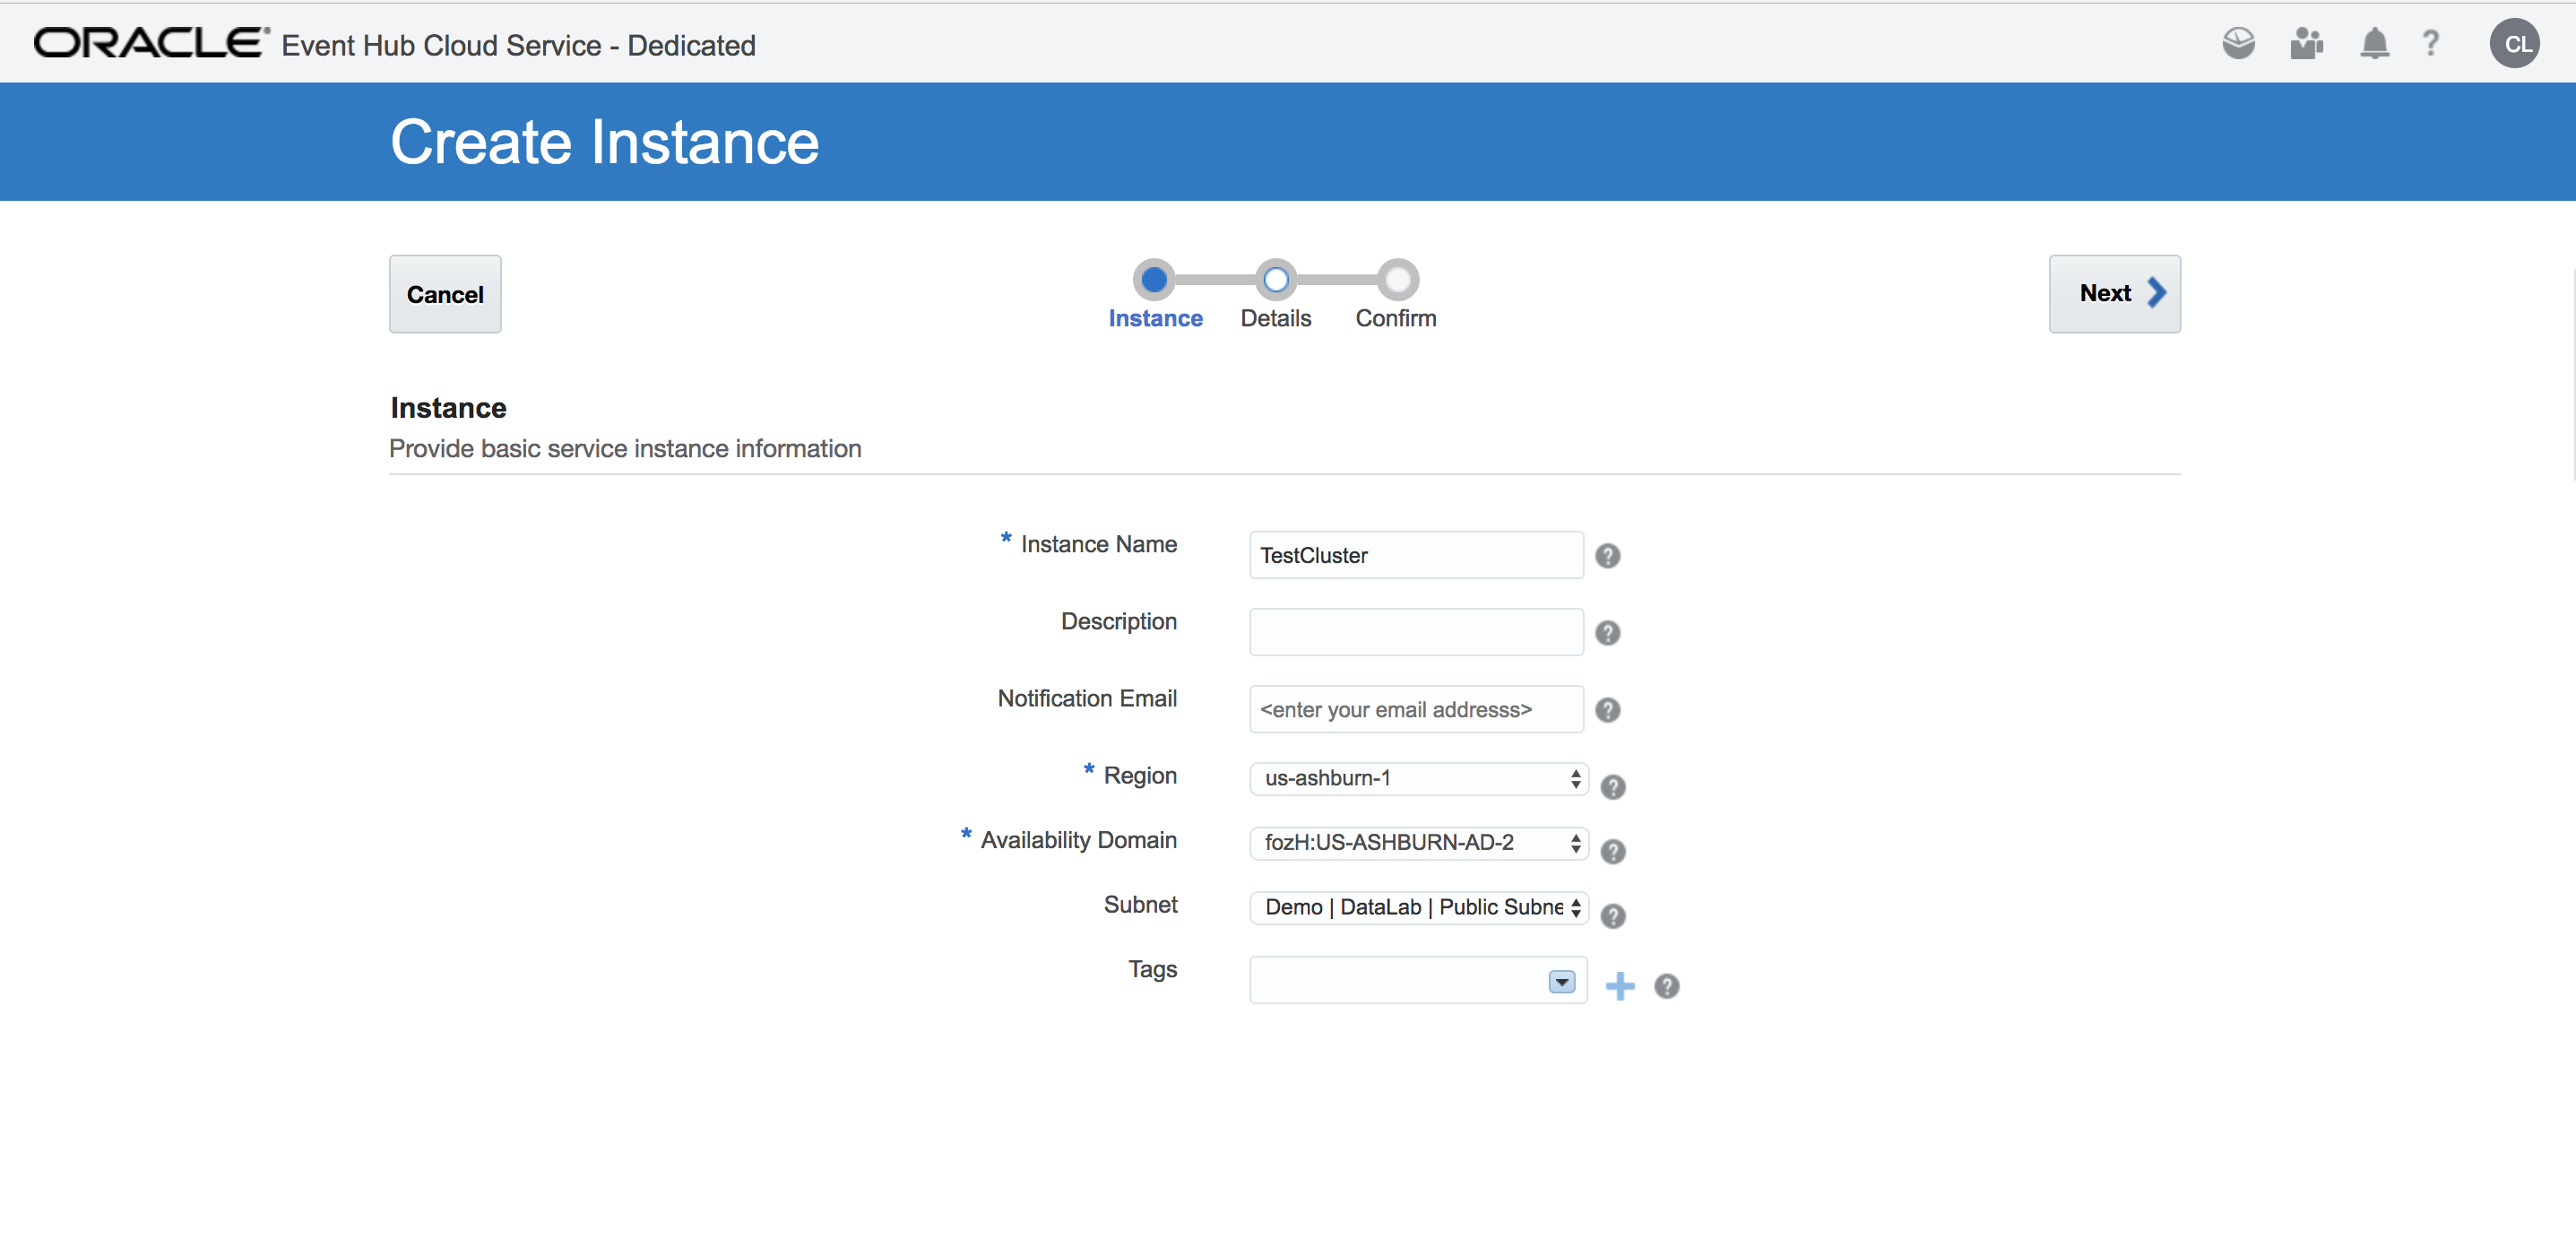 ORACLE® Event Hub Cloud Service - Dedicated
? CL
Create Instance
Cancel
Next
Instance Details Confirm
Instance
Provide basic service instance information
* Instance Name TestCluster ?
Description ?
Notification Email <enter your email addresss> ?
* Region us-ashburn-1 ?
* Availability Domain fozH:US-ASHBURN-AD-2 ?
Subnet Demo | DataLab | Public Subne ?
Tags ?